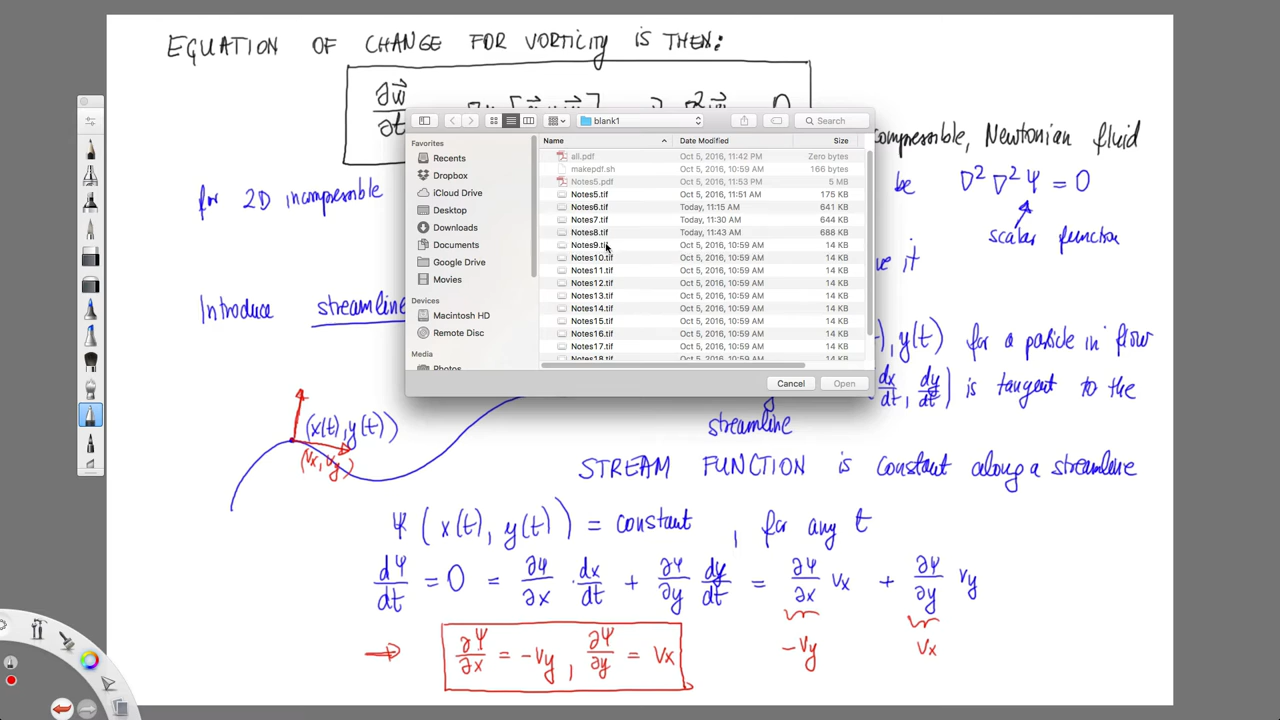 EQUATION OF CHANGE FOR VORTICITY IS THEN:
∂w⃗
∂t
blank1
Search
Favorites
Recents
Dropbox
iCloud Drive
Desktop
Downloads
Documents
Google Drive
Movies
Devices
Macintosh HD
Remote Disc
Media
Photos
Name Date Modified Size
all.pdf Oct 5, 2016, 11:42 PM Zero bytes
makepdf.sh Oct 5, 2016, 10:59 AM 166 bytes
Notes5.pdf Oct 5, 2016, 11:53 PM 5 MB
Notes5.tif Oct 5, 2016, 11:51 AM 175 KB
Notes6.tif Today, 11:15 AM 641 KB
Notes7.tif Today, 11:30 AM 644 KB
Notes8.tif Today, 11:43 AM 688 KB
Notes9.tif Oct 5, 2016, 10:59 AM 14 KB
Notes10.tif Oct 5, 2016, 10:59 AM 14 KB
Notes11.tif Oct 5, 2016, 10:59 AM 14 KB
Notes12.tif Oct 5, 2016, 10:59 AM 14 KB
Notes13.tif Oct 5, 2016, 10:59 AM 14 KB
Notes14.tif Oct 5, 2016, 10:59 AM 14 KB
Notes15.tif Oct 5, 2016, 10:59 AM 14 KB
Notes16.tif Oct 5, 2016, 10:59 AM 14 KB
Notes17.tif Oct 5, 2016, 10:59 AM 14 KB
Notes18.tif Oct 5, 2016, 10:59 AM 14 KB
Cancel Open
compressible, Newtonian fluid
for 2D incompressible be ∇²∇²Ψ = 0
scalar function
it
Introduce streamline
), y(t) for a particle in flow
(dx/dt, dy/dt) is tangent to the
streamline
(x(t), y(t))
(vx, vy)
STREAM FUNCTION is constant along a streamline
Ψ (x(t), y(t)) = constant , for any t
dΨ/dt = 0 = ∂Ψ/∂x · dx/dt + ∂Ψ/∂y dy/dt = ∂Ψ/∂x vx + ∂Ψ/∂y vy
-vy vx
→ ∂Ψ/∂x = -vy , ∂Ψ/∂y = vx